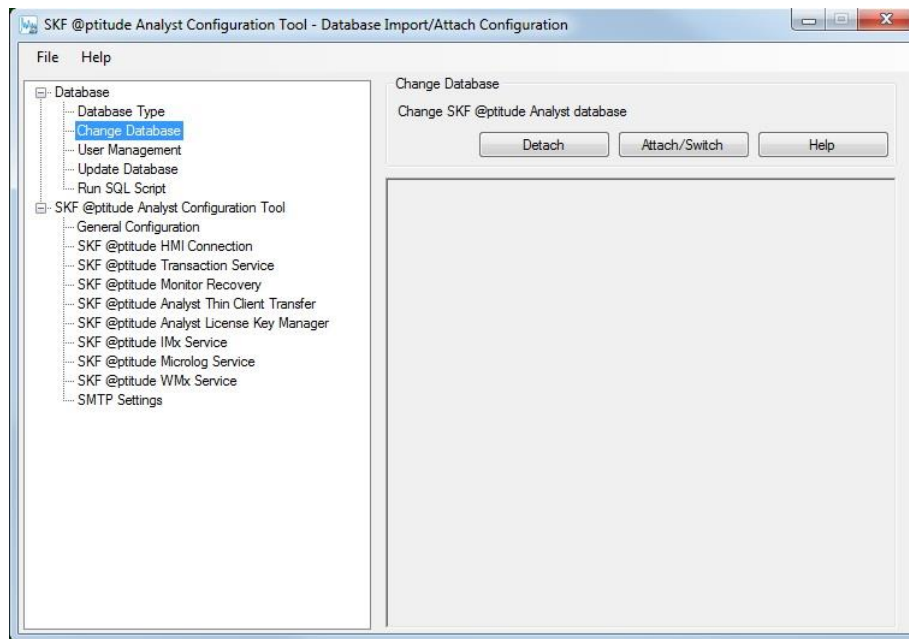 SKF @ptitude Analyst Configuration Tool - Database Import/Attach Configuration
File Help
Database
Database Type
Change Database
User Management
Update Database
Run SQL Script
SKF @ptitude Analyst Configuration Tool
General Configuration
SKF @ptitude HMI Connection
SKF @ptitude Transaction Service
SKF @ptitude Monitor Recovery
SKF @ptitude Analyst Thin Client Transfer
SKF @ptitude Analyst License Key Manager
SKF @ptitude IMx Service
SKF @ptitude Microlog Service
SKF @ptitude WMx Service
SMTP Settings
Change Database
Change SKF @ptitude Analyst database
Detach Attach/Switch Help